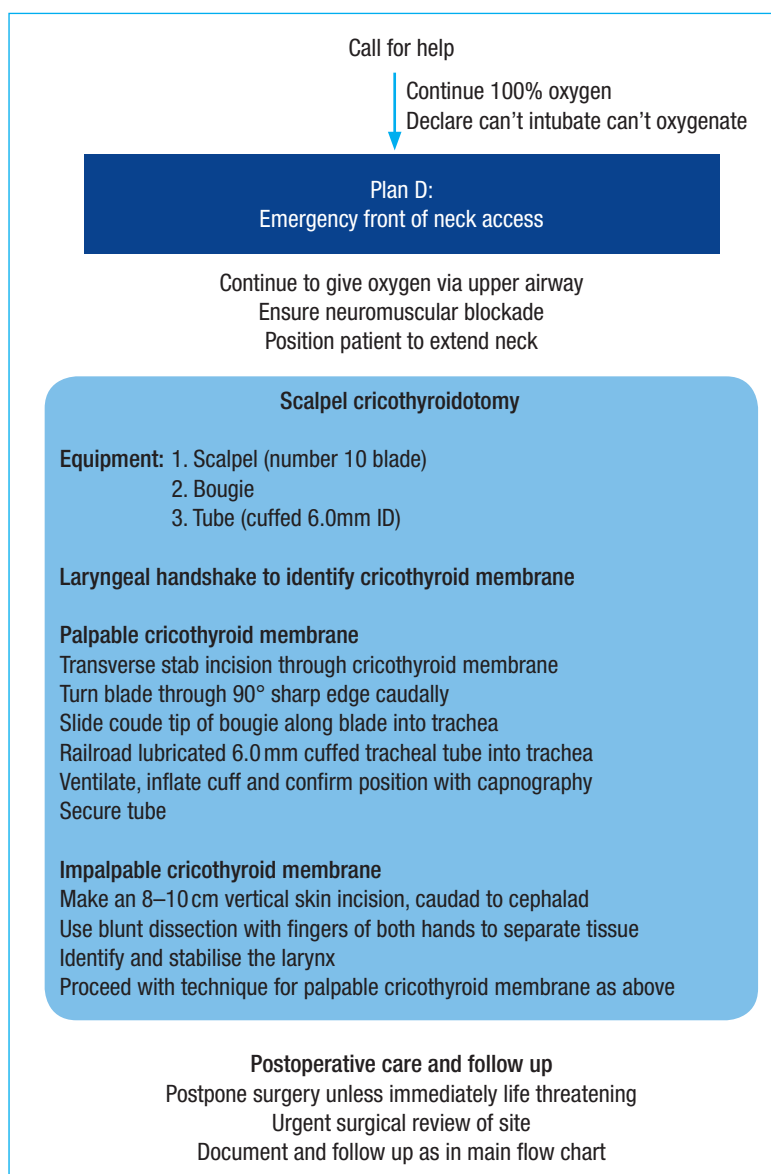 Call for help
Continue 100% oxygen
Declare can’t intubate can’t oxygenate
Plan D:
Emergency front of neck access
Continue to give oxygen via upper airway
Ensure neuromuscular blockade
Position patient to extend neck
Scalpel cricothyroidotomy
Equipment: 1. Scalpel (number 10 blade)
2. Bougie
3. Tube (cuffed 6.0mm ID)
Laryngeal handshake to identify cricothyroid membrane
Palpable cricothyroid membrane
Transverse stab incision through cricothyroid membrane
Turn blade through 90° sharp edge caudally
Slide coude tip of bougie along blade into trachea
Railroad lubricated 6.0 mm cuffed tracheal tube into trachea
Ventilate, inflate cuff and confirm position with capnography
Secure tube
Impalpable cricothyroid membrane
Make an 8–10 cm vertical skin incision, caudad to cephalad
Use blunt dissection with fingers of both hands to separate tissue
Identify and stabilise the larynx
Proceed with technique for palpable cricothyroid membrane as above
Postoperative care and follow up
Postpone surgery unless immediately life threatening
Urgent surgical review of site
Document and follow up as in main flow chart